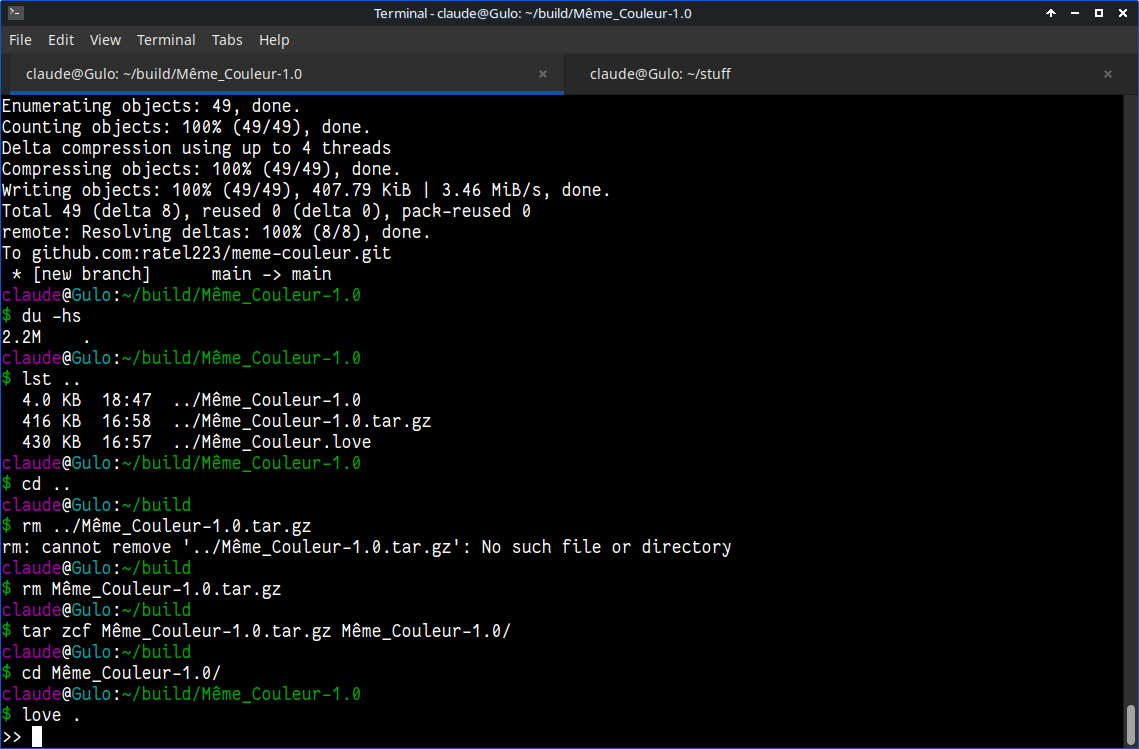 Terminal - claude@Gulo: ~/build/Même_Couleur-1.0
File Edit View Terminal Tabs Help
claude@Gulo: ~/build/Même_Couleur-1.0 × claude@Gulo: ~/stuff ×
Enumerating objects: 49, done.
Counting objects: 100% (49/49), done.
Delta compression using up to 4 threads
Compressing objects: 100% (49/49), done.
Writing objects: 100% (49/49), 407.79 KiB | 3.46 MiB/s, done.
Total 49 (delta 8), reused 0 (delta 0), pack-reused 0
remote: Resolving deltas: 100% (8/8), done.
To github.com:ratel223/meme-couleur.git
 * [new branch]      main -> main
claude@Gulo:~/build/Même_Couleur-1.0
$ du -hs
2.2M    .
claude@Gulo:~/build/Même_Couleur-1.0
$ lst ..
  4.0 KB  18:47  ../Même_Couleur-1.0
  416 KB  16:58  ../Même_Couleur-1.0.tar.gz
  430 KB  16:57  ../Même_Couleur.love
claude@Gulo:~/build/Même_Couleur-1.0
$ cd ..
claude@Gulo:~/build
$ rm ../Même_Couleur-1.0.tar.gz
rm: cannot remove '../Même_Couleur-1.0.tar.gz': No such file or directory
claude@Gulo:~/build
$ rm Même_Couleur-1.0.tar.gz
claude@Gulo:~/build
$ tar zcf Même_Couleur-1.0.tar.gz Même_Couleur-1.0/
claude@Gulo:~/build
$ cd Même_Couleur-1.0/
claude@Gulo:~/build/Même_Couleur-1.0
$ love .
>>